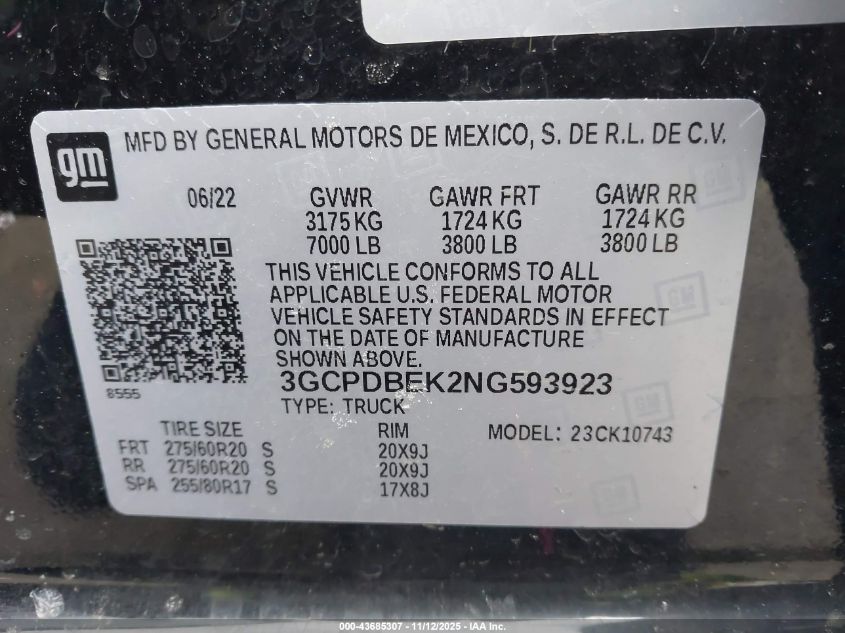 gm
MFD BY GENERAL MOTORS DE MEXICO, S. DE R.L. DE C.V.
06/22 GVWR GAWR FRT GAWR RR
3175 KG 1724 KG 1724 KG
7000 LB 3800 LB 3800 LB
THIS VEHICLE CONFORMS TO ALL
APPLICABLE U.S. FEDERAL MOTOR
VEHICLE SAFETY STANDARDS IN EFFECT
ON THE DATE OF MANUFACTURE
SHOWN ABOVE.
8555
3GCPDBEK2NG593923
TYPE: TRUCK
TIRE SIZE RIM MODEL: 23CK10743
FRT 275/60R20 S 20X9J
RR 275/60R20 S 20X9J
SPA 255/80R17 S 17X8J
000-43685307 - 11/12/2025 - IAA Inc.